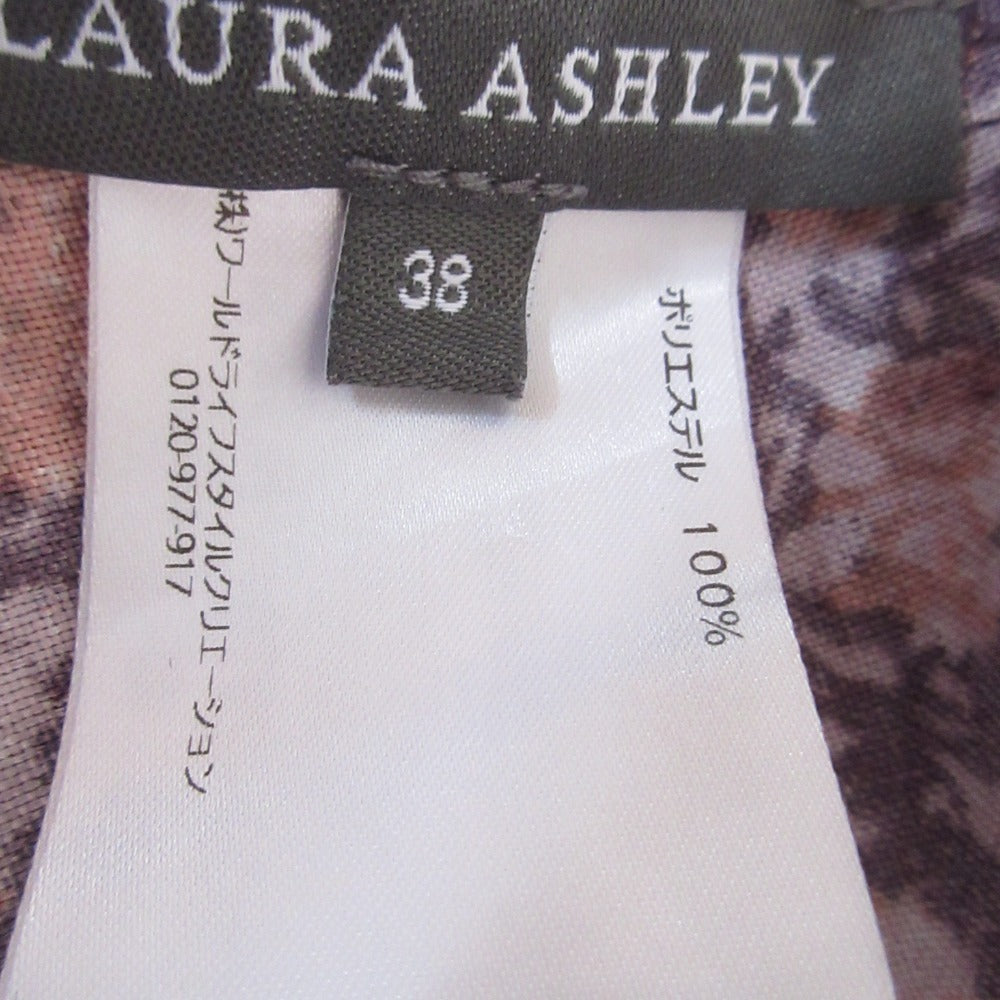 LAURA ASHLEY
38
ポリエステル 100%
株)ワールドライフスタイルクリエーション
0120-977-917